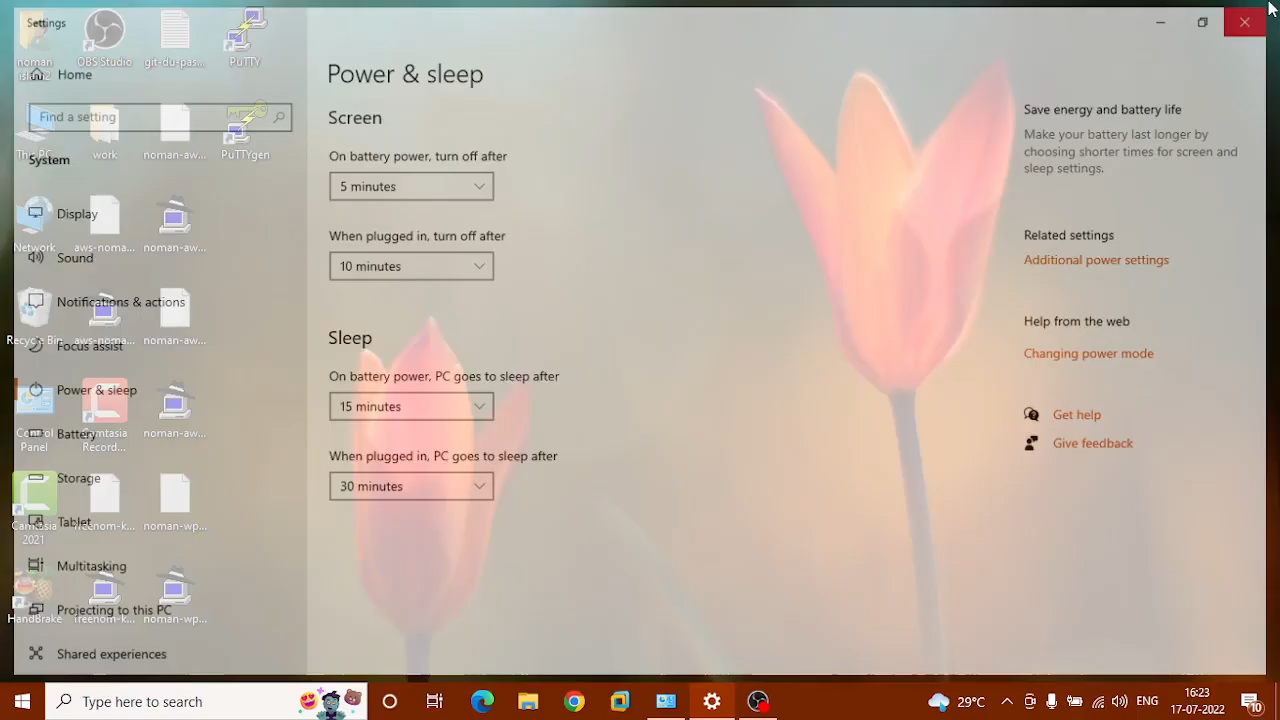 Settings
Home
Find a setting
System
Display
Sound
Notifications & actions
Focus assist
Power & sleep
Battery
Storage
Tablet
Multitasking
Projecting to this PC
Shared experiences
noman
OBS Studio
git-du-pas...
PuTTY
This PC
work
noman-aw...
PuTTYgen
Network
aws-noma...
noman-aw...
Recycle Bin
aws-noma...
noman-aw...
Control
Panel
Camtasia
Record...
noman-aw...
Camtasia
2021
freenom-k...
noman-wp...
HandBrake
freenom-k...
noman-wp...
Power & sleep
Screen
On battery power, turn off after
5 minutes
When plugged in, turn off after
10 minutes
Sleep
On battery power, PC goes to sleep after
15 minutes
When plugged in, PC goes to sleep after
30 minutes
Save energy and battery life
Make your battery last longer by
choosing shorter times for screen and
sleep settings.
Related settings
Additional power settings
Help from the web
Changing power mode
Get help
Give feedback
Type here to search
29°C
ENG
16:23
17-07-2022
10